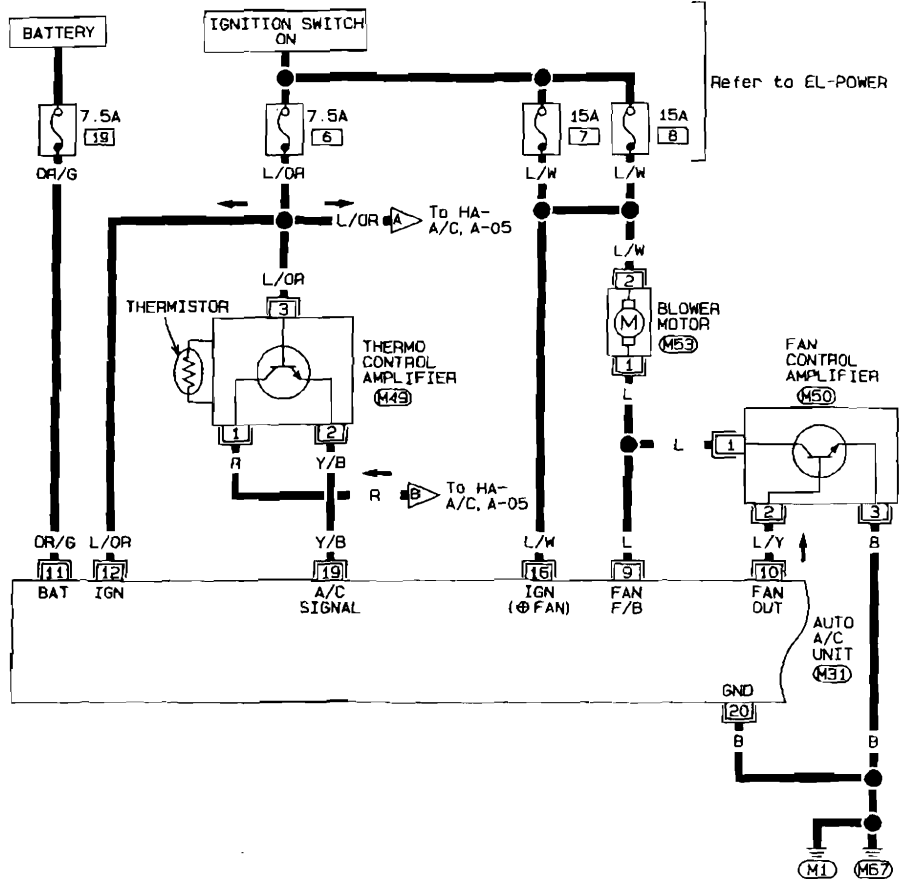 BATTERY
IGNITION SWITCH
ON
Refer to EL-POWER
7.5A
19
7.5A
6
15A
7
15A
8
OR/G
L/OR
L/W
L/W
L/OR
A
To HA-
A/C, A-05
L/W
L/OR
THERMISTOR
3
2
M
BLOWER
MOTOR
M53
1
THERMO
CONTROL
AMPLIFIER
M49
FAN
CONTROL
AMPLIFIER
M50
L
1
2
L
1
R
Y/B
R
B
To HA-
A/C, A-05
2
3
OR/G
L/OR
Y/B
L/W
L
L/Y
B
11
12
19
16
9
10
BAT
IGN
A/C
SIGNAL
IGN
(⊕FAN)
FAN
F/B
FAN
OUT
AUTO
A/C
UNIT
M31
GND
20
B
B
M1
M67